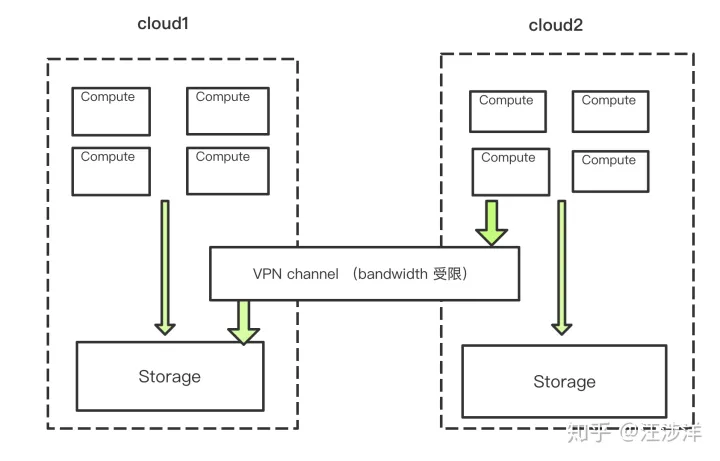 cloud1
cloud2
Compute
Compute
Compute
Compute
Compute
Compute
Compute
Compute
VPN channel （bandwidth 受限）
Storage
Storage
知乎 @汪涉洋